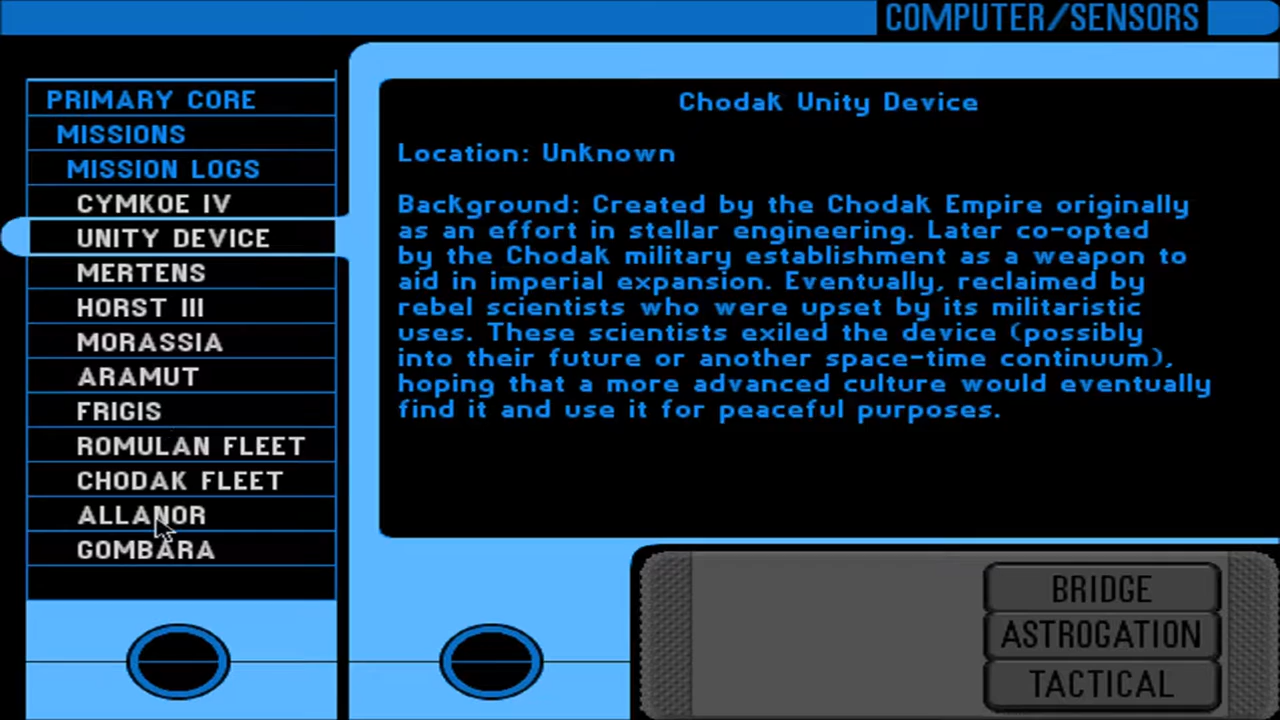 COMPUTER/SENSORS
PRIMARY CORE
MISSIONS
MISSION LOGS
CYMKOE IV
UNITY DEVICE
MERTENS
HORST III
MORASSIA
ARAMUT
FRIGIS
ROMULAN FLEET
CHODAK FLEET
ALLANOR
GOMBARA
Chodak Unity Device
Location: Unknown
Background: Created by the Chodak Empire originally
as an effort in stellar engineering. Later co-opted
by the Chodak military establishment as a weapon to
aid in imperial expansion. Eventually, reclaimed by
rebel scientists who were upset by its militaristic
uses. These scientists exiled the device (possibly
into their future or another space-time continuum),
hoping that a more advanced culture would eventually
find it and use it for peaceful purposes.
BRIDGE
ASTROGATION
TACTICAL